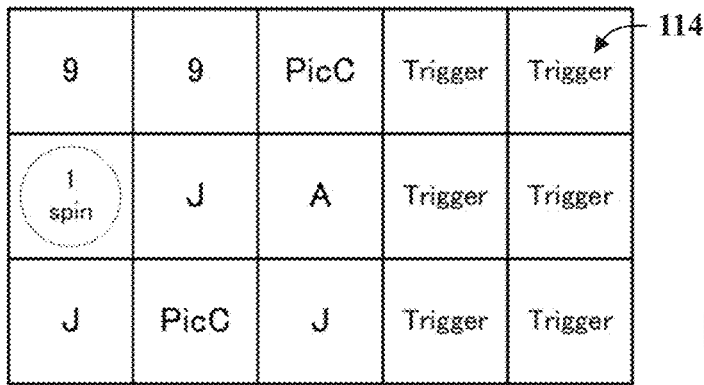 114
9 9 PicC Trigger Trigger
1
spin
J A Trigger Trigger
J PicC J Trigger Trigger